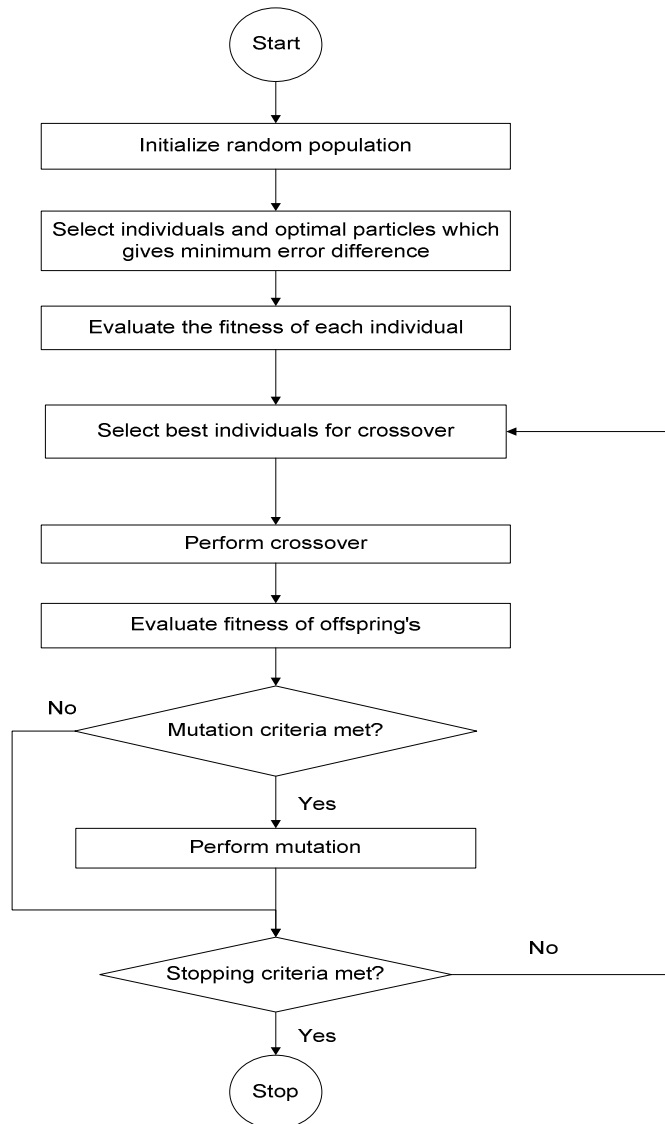 Start
Initialize random population
Select individuals and optimal particles which
gives minimum error difference
Evaluate the fitness of each individual
Select best individuals for crossover
Perform crossover
Evaluate fitness of offspring's
No
Mutation criteria met?
Yes
Perform mutation
No
Stopping criteria met?
Yes
Stop